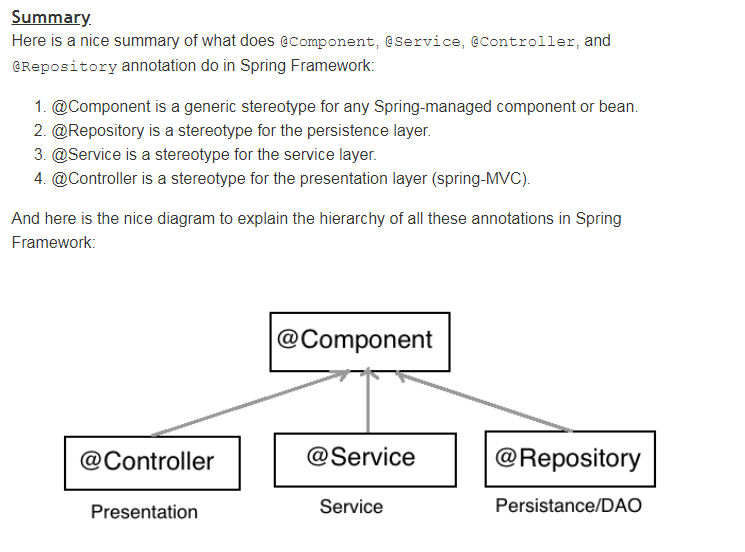 Summary
Here is a nice summary of what does @Component, @Service, @Controller, and
@Repository annotation do in Spring Framework:
1. @Component is a generic stereotype for any Spring-managed component or bean.
2. @Repository is a stereotype for the persistence layer.
3. @Service is a stereotype for the service layer.
4. @Controller is a stereotype for the presentation layer (spring-MVC).
And here is the nice diagram to explain the hierarchy of all these annotations in Spring
Framework:
@Component
@Controller
@Service
@Repository
Presentation
Service
Persistance/DAO